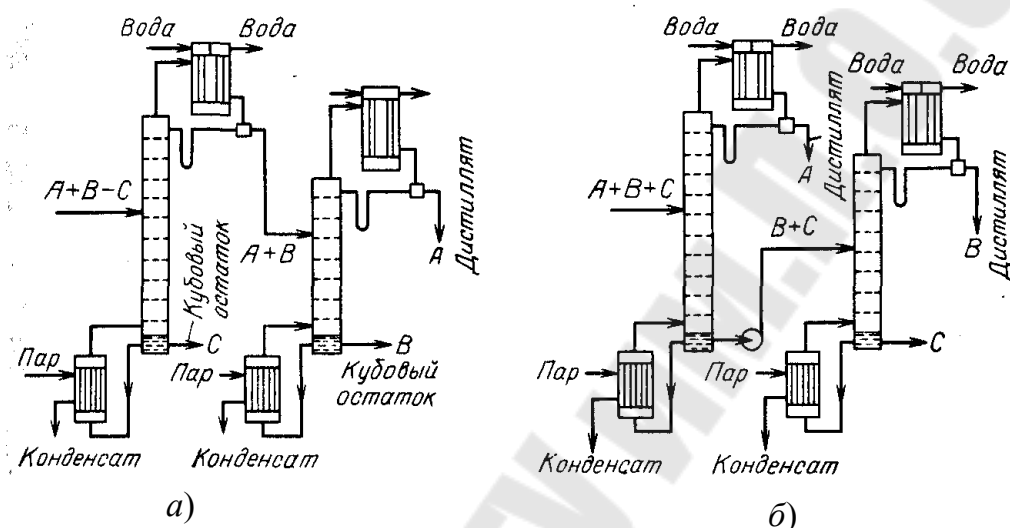 Вода
Вода
A+B-C
A+B
Кубовый
остаток
C
Пар
Конденсат
A
Дистиллят
Пар
B
Кубовый
остаток
Конденсат
а)
Вода
Вода
Вода
Вода
A
Дистиллят
A+B+C
B+C
B
Дистиллят
Пар
Пар
C
Конденсат
Конденсат
б)